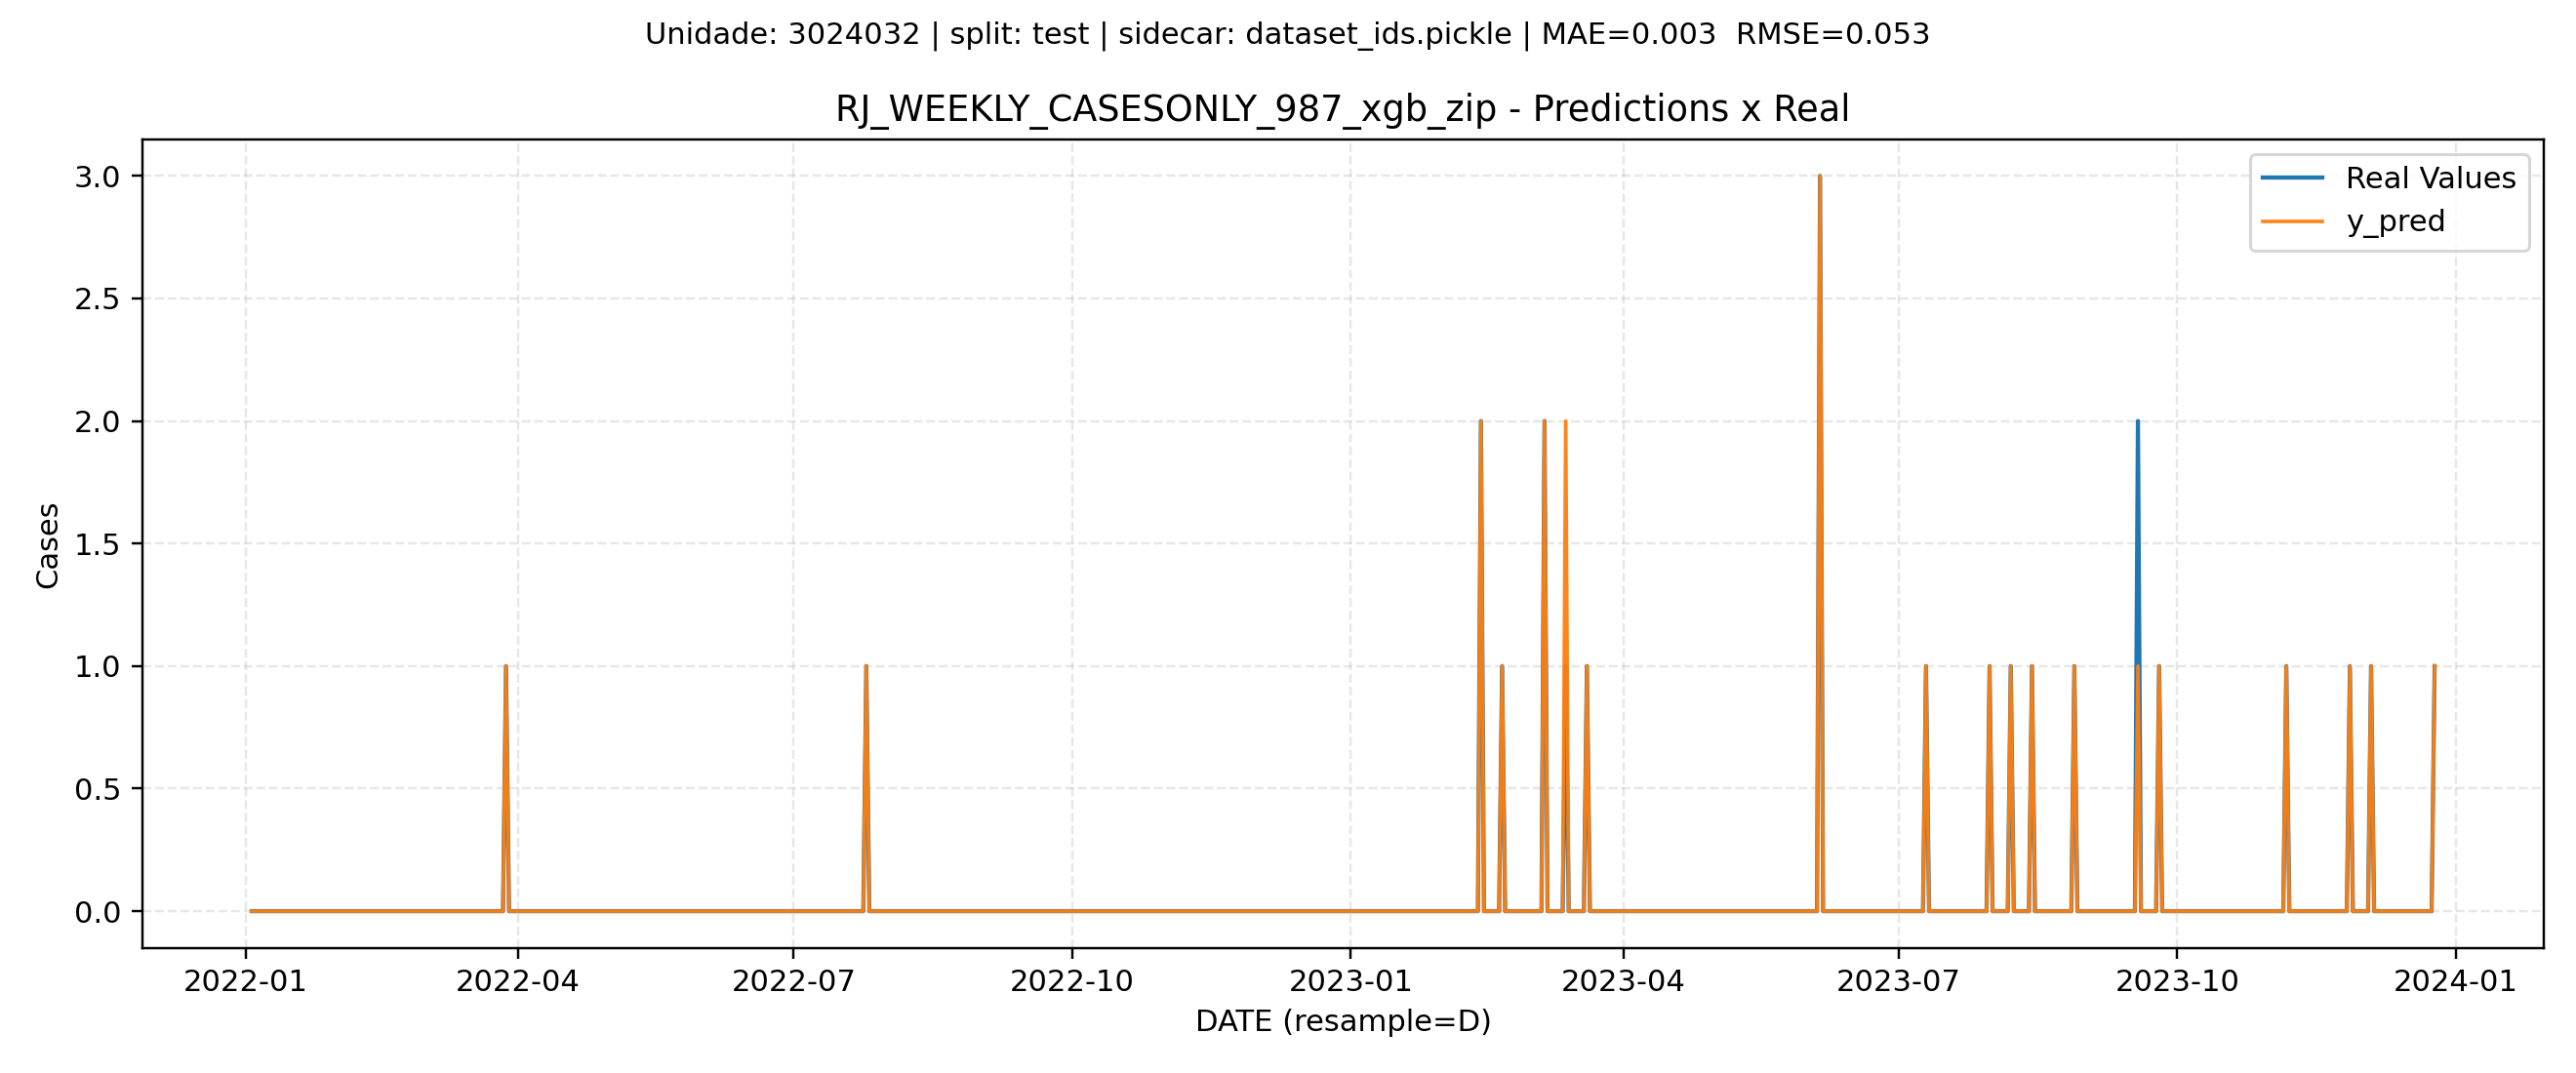 Unidade: 3024032 | split: test | sidecar: dataset_ids.pickle | MAE=0.003  RMSE=0.053
RJ_WEEKLY_CASESONLY_987_xgb_zip - Predictions x Real
Real Values
y_pred
3.0
2.5
2.0
1.5
1.0
0.5
0.0
Cases
2022-01
2022-04
2022-07
2022-10
2023-01
2023-04
2023-07
2023-10
2024-01
DATE (resample=D)